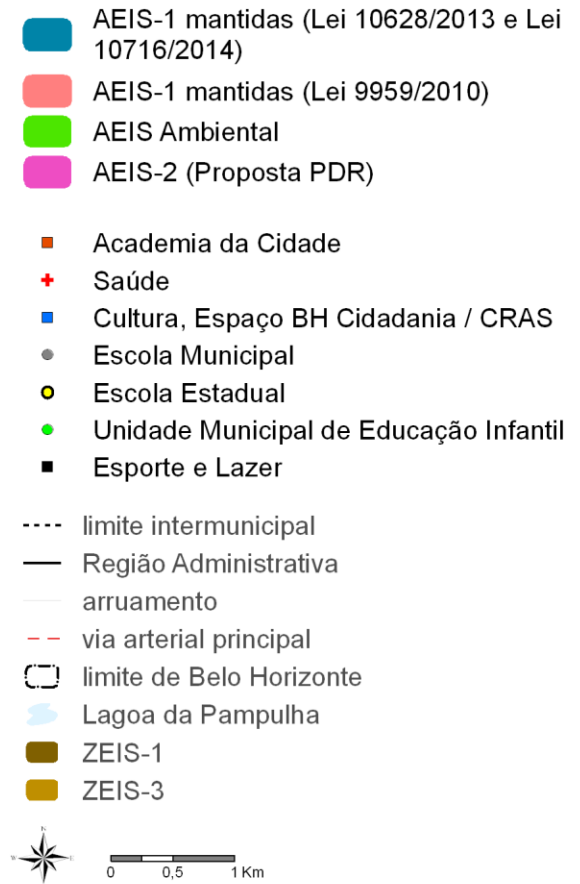 AEIS-1 mantidas (Lei 10628/2013 e Lei
10716/2014)
AEIS-1 mantidas (Lei 9959/2010)
AEIS Ambiental
AEIS-2 (Proposta PDR)
Academia da Cidade
Saúde
Cultura, Espaço BH Cidadania / CRAS
Escola Municipal
Escola Estadual
Unidade Municipal de Educação Infantil
Esporte e Lazer
limite intermunicipal
Região Administrativa
arruamento
via arterial principal
limite de Belo Horizonte
Lagoa da Pampulha
ZEIS-1
ZEIS-3
N
W E
S
0 0,5 1 Km